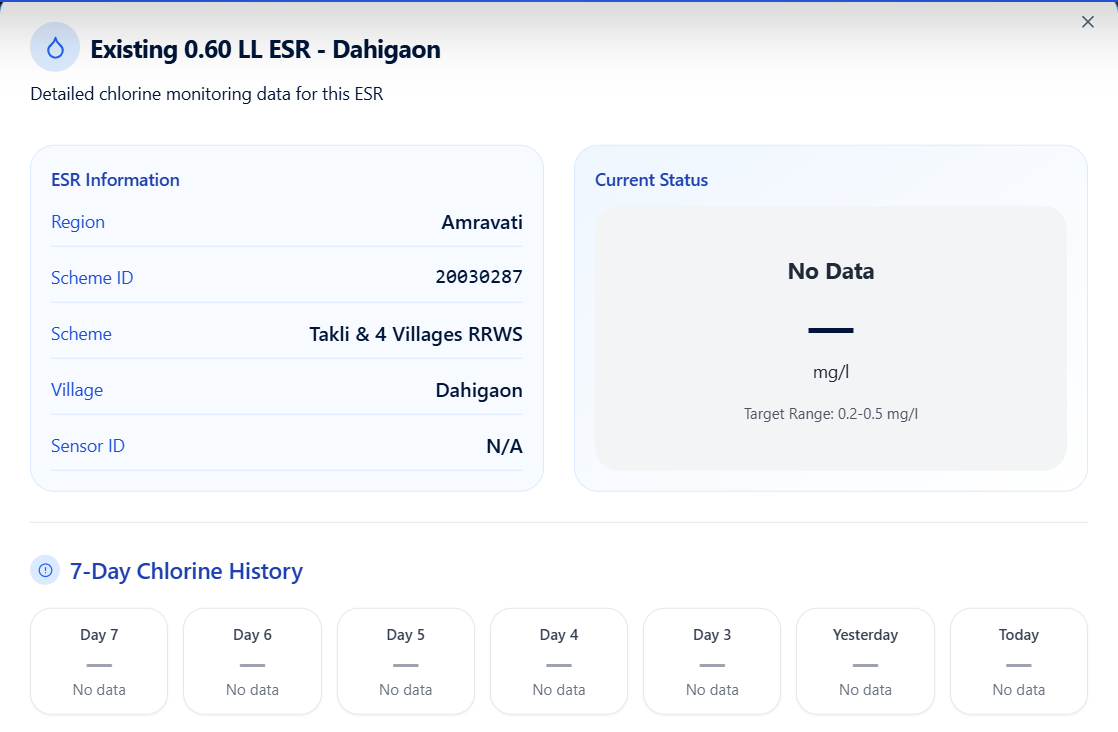 Existing 0.60 LL ESR - Dahigaon
Detailed chlorine monitoring data for this ESR
ESR Information
Region Amravati
Scheme ID 20030287
Scheme Takli & 4 Villages RRWS
Village Dahigaon
Sensor ID N/A
Current Status
No Data
—
mg/l
Target Range: 0.2-0.5 mg/l
7-Day Chlorine History
Day 7 Day 6 Day 5 Day 4 Day 3 Yesterday Today
— — — — — — —
No data No data No data No data No data No data No data